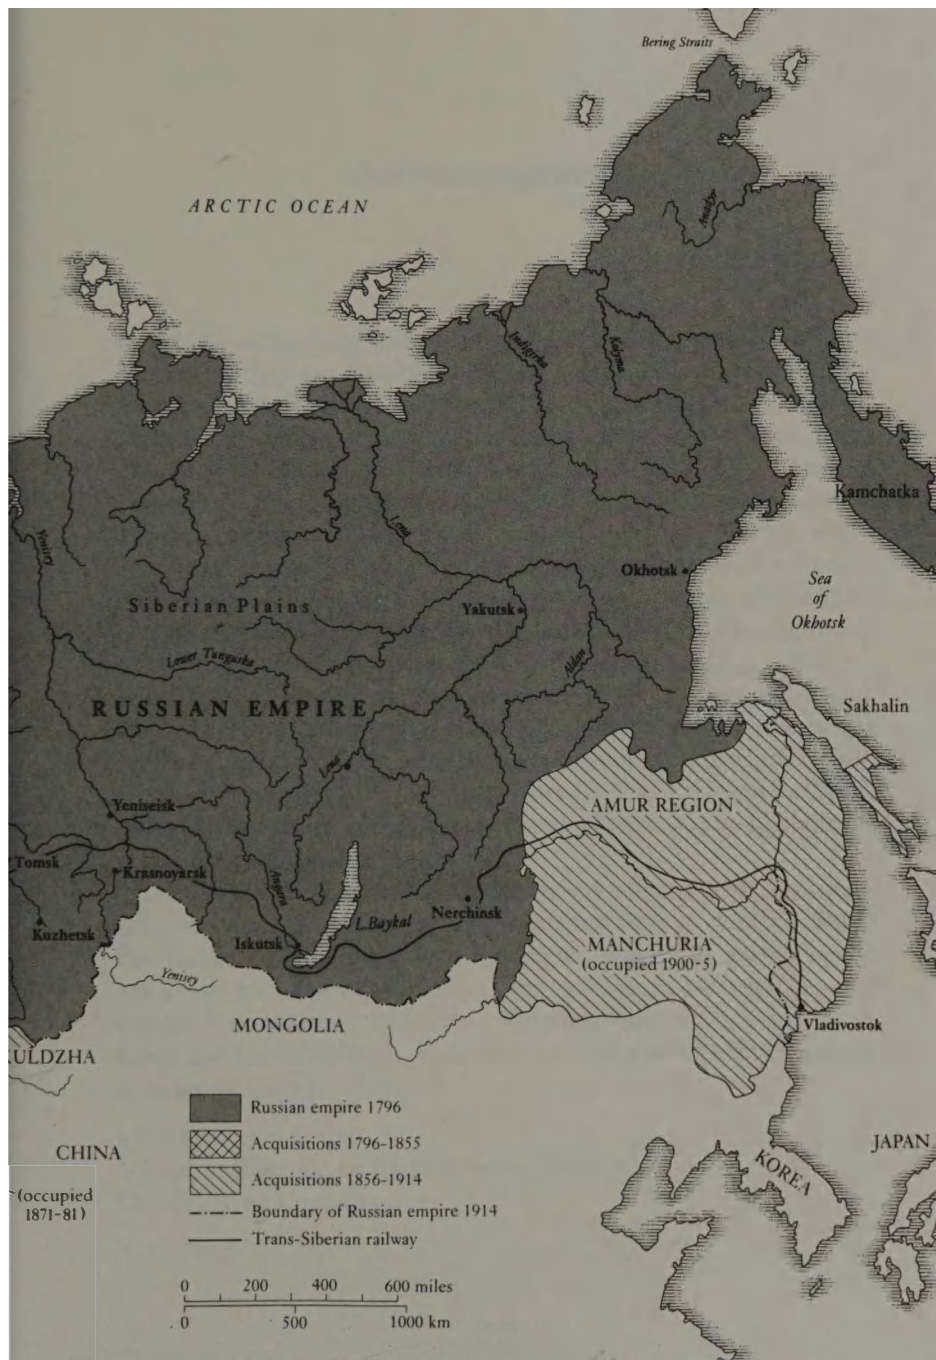 Bering Straits
ARCTIC OCEAN
Anadyr
Indigirka
Kolyma
Kamchatka
Yenisey
Lena
Okhotsk
Sea
of
Okhotsk
Siberian Plains
Yakutsk
Lower Tunguska
Aldan
RUSSIAN EMPIRE
Sakhalin
Lena
Yeniseisk
AMUR REGION
Tomsk
Krasnoyarsk
Angara
Nerchinsk
L.Baykal
Kuzhetsk
Iskutsk
MANCHURIA
(occupied 1900-5)
Yenisey
MONGOLIA
Vladivostok
KULDZHA
Russian empire 1796
Acquisitions 1796-1855
CHINA
JAPAN
KOREA
Acquisitions 1856-1914
(occupied
1871-81)
Boundary of Russian empire 1914
Trans-Siberian railway
0 200 400 600 miles
0 500 1000 km